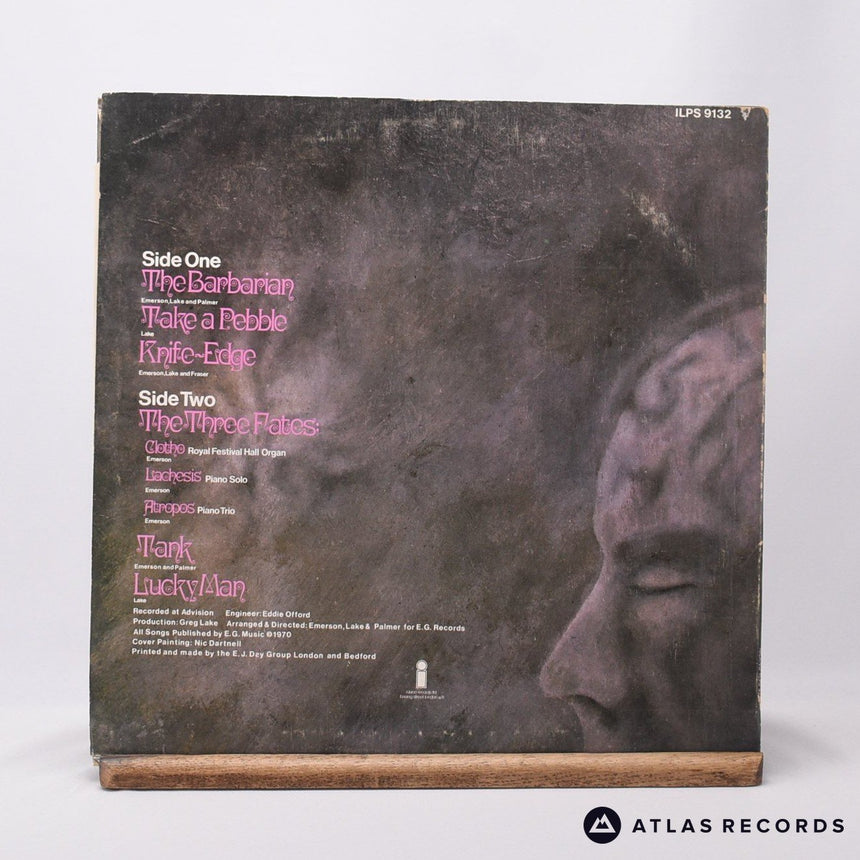 ILPS 9132
Side One
The Barbarian
Emerson, Lake and Palmer
Take a Pebble
Lake
Knife-Edge
Emerson, Lake and Fraser
Side Two
The Three Fates:
Clotho Royal Festival Hall Organ
Emerson
Lachesis Piano Solo
Emerson
Atropos Piano Trio
Emerson
Tank
Emerson and Palmer
Lucky Man
Lake
Recorded at Advision Engineer: Eddie Offord
Production: Greg Lake Arranged & Directed: Emerson, Lake & Palmer for E.G. Records
All Songs Published by E.G. Music ©1970
Cover Painting: Nic Dartnell
Printed and made by the E.J. Day Group London and Bedford
i
ATLAS RECORDS